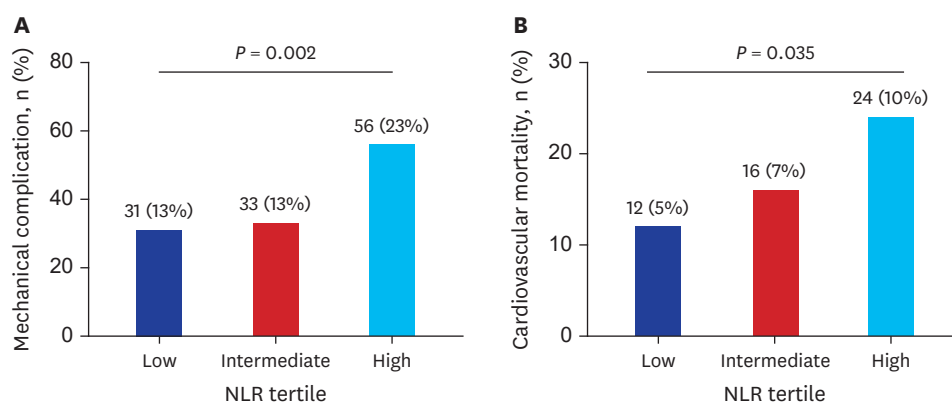 A
Mechanical complication, n (%)
80
60
40
20
0
P = 0.002
31 (13%)
33 (13%)
56 (23%)
Low
Intermediate
High
NLR tertile
B
Cardiovascular mortality, n (%)
30
20
10
0
P = 0.035
12 (5%)
16 (7%)
24 (10%)
Low
Intermediate
High
NLR tertile